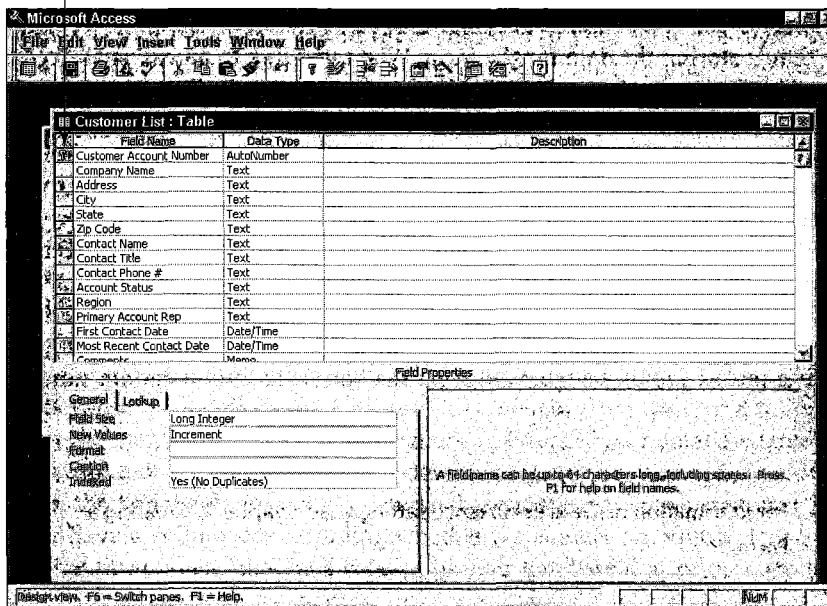 Microsoft Access
File Edit View Insert Tools Window Help
Customer List : Table
Field Name Data Type Description
Customer Account Number AutoNumber
Company Name Text
Address Text
City Text
State Text
Zip Code Text
Contact Name Text
Contact Title Text
Contact Phone # Text
Account Status Text
Region Text
Primary Account Rep Text
First Contact Date Date/Time
Most Recent Contact Date Date/Time
Comments Memo
Field Properties
General Lookup
Field Size Long Integer
New Values Increment
Format
Caption
Indexed Yes (No Duplicates)
A field name can be up to 64 characters long, including spaces. Press
F1 for help on field names.
Design view. F6 = Switch panes. F1 = Help. NUM